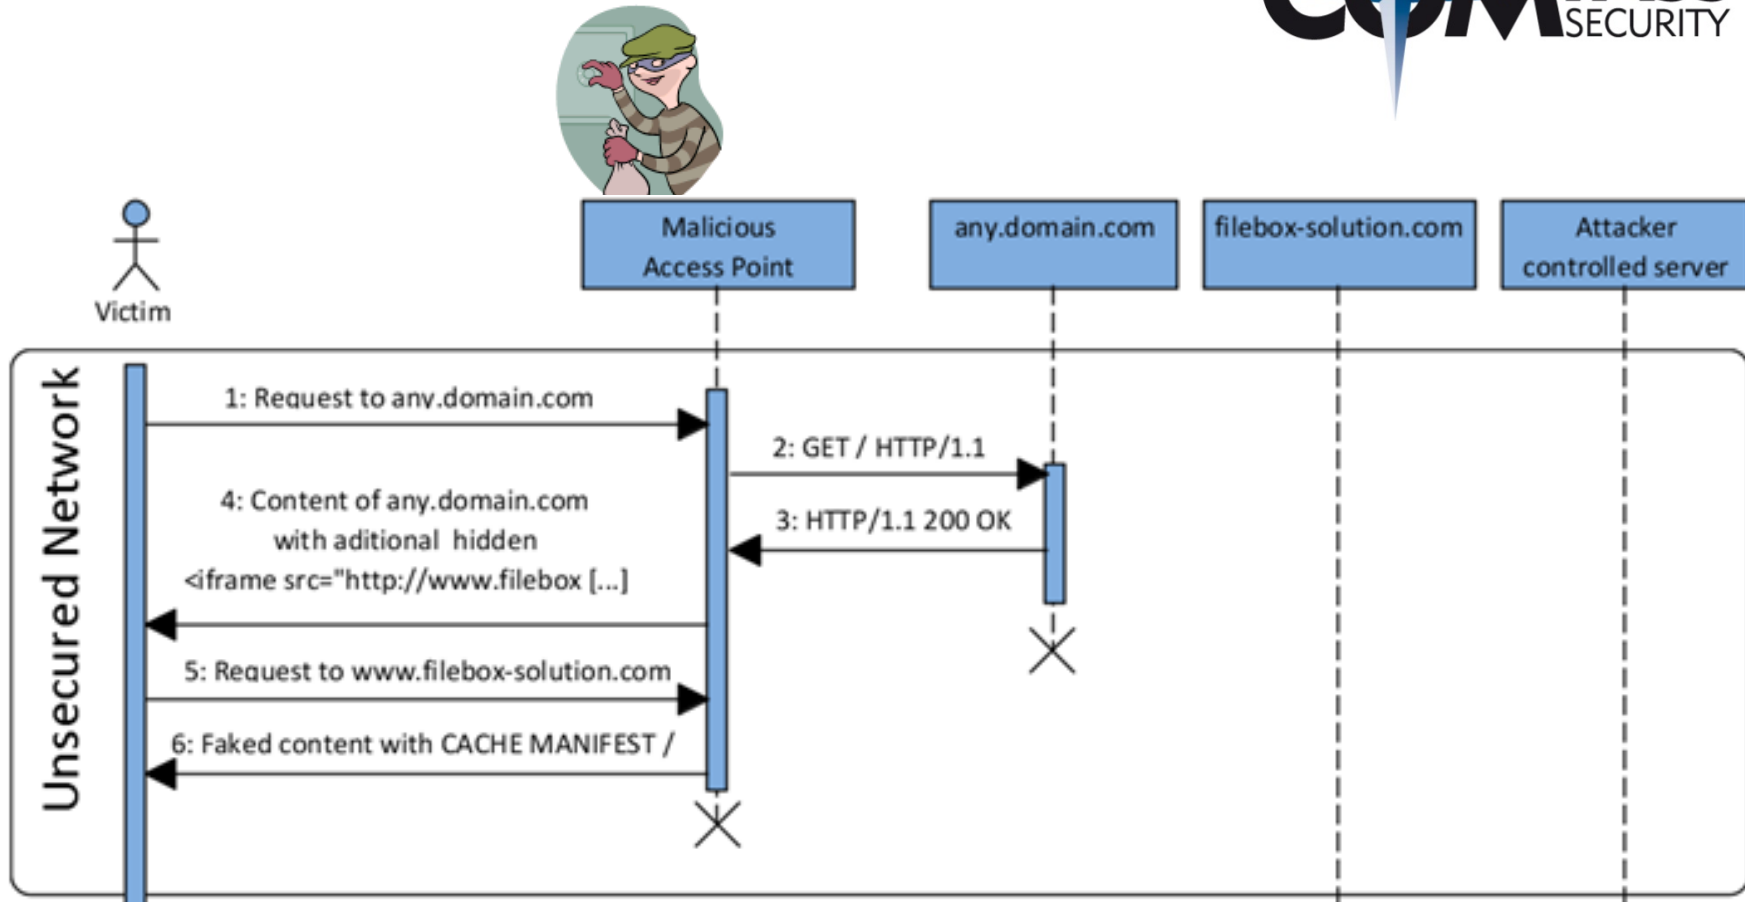 SECURITY
Malicious
Access Point
any.domain.com
filebox-solution.com
Attacker
controlled server
Victim
Unsecured Network
1: Request to any.domain.com
2: GET / HTTP/1.1
3: HTTP/1.1 200 OK
4: Content of any.domain.com
with aditional hidden
<iframe src="http://www.filebox [...]
5: Request to www.filebox-solution.com
6: Faked content with CACHE MANIFEST /